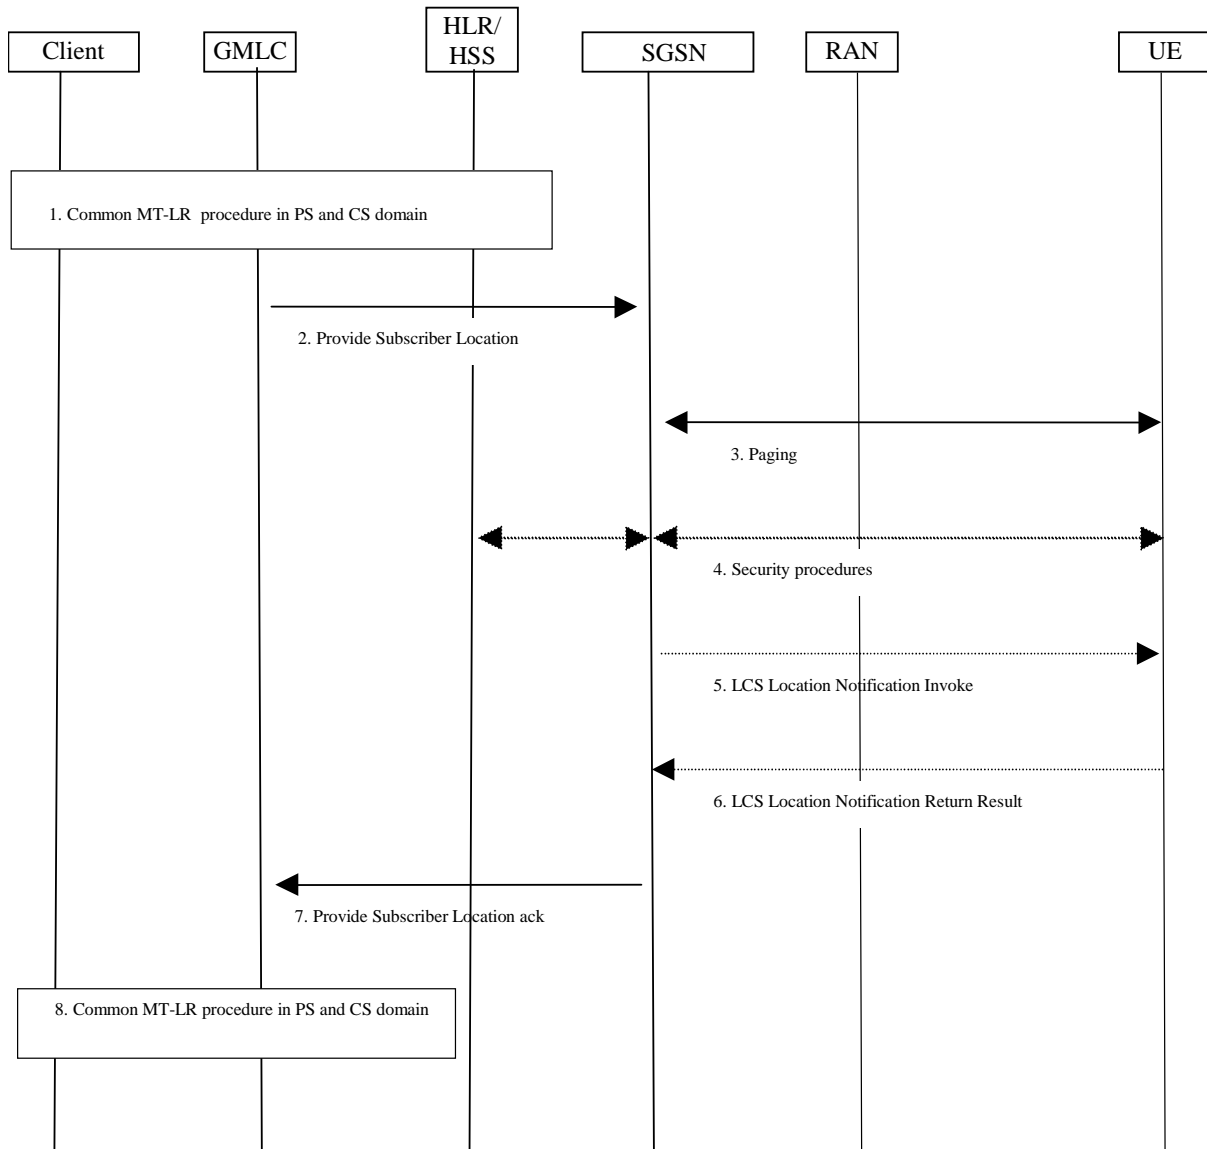 Client
GMLC
HLR/
HSS
SGSN
RAN
UE
1. Common MT-LR procedure in PS and CS domain
2. Provide Subscriber Location
3. Paging
4. Security procedures
5. LCS Location Notification Invoke
6. LCS Location Notification Return Result
7. Provide Subscriber Location ack
8. Common MT-LR procedure in PS and CS domain